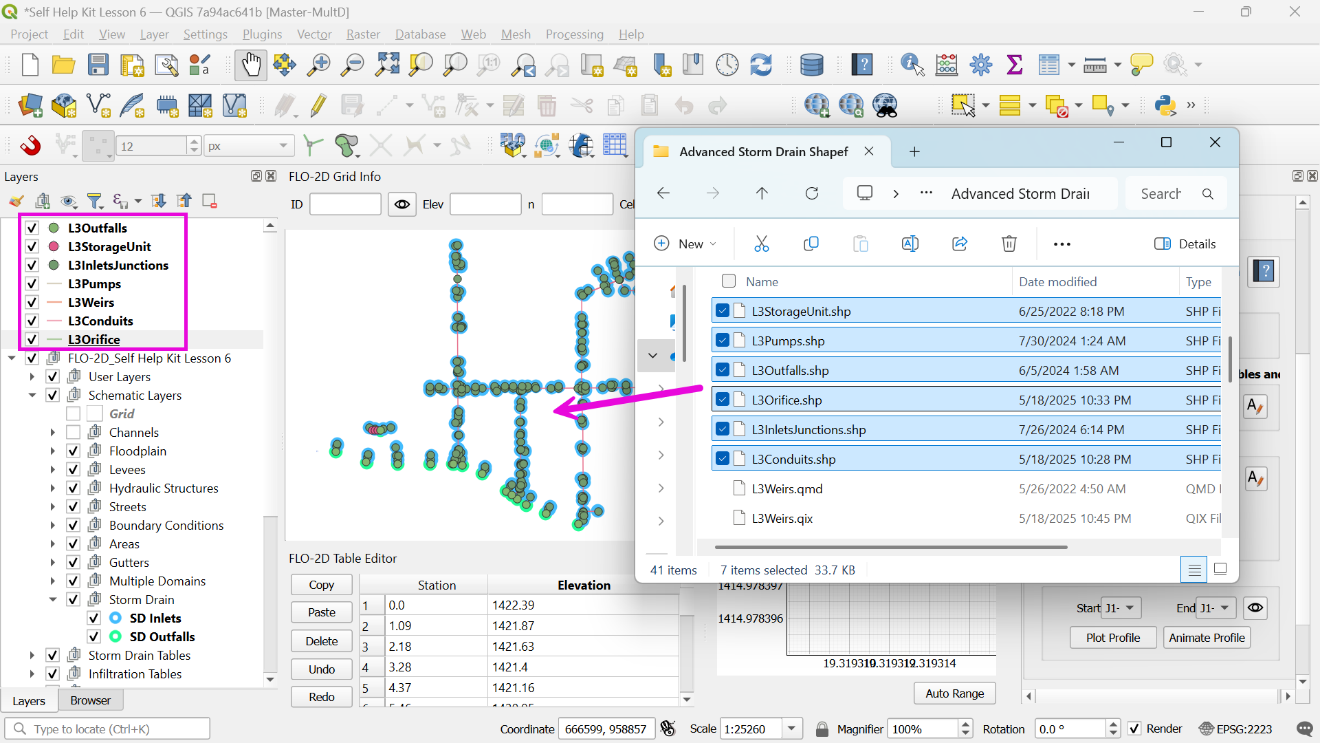 *Self Help Kit Lesson 6 — QGIS 7a94ac641b [Master-MultD]
Project Edit View Layer Settings Plugins Vector Raster Database Web Mesh Processing Help
12 px
Layers
L3Outfalls
L3StorageUnit
L3InletsJunctions
L3Pumps
L3Weirs
L3Conduits
L3Orifice
FLO-2D_Self Help Kit Lesson 6
User Layers
Schematic Layers
Grid
Channels
Floodplain
Levees
Hydraulic Structures
Streets
Boundary Conditions
Areas
Gutters
Multiple Domains
Storm Drain
SD Inlets
SD Outfalls
Storm Drain Tables
Infiltration Tables
Layers Browser
FLO-2D Grid Info
ID Elev n Cel
FLO-2D Table Editor
Copy
Paste
Delete
Undo
Redo
Station Elevation
1 0.0 1422.39
2 1.09 1421.87
3 2.18 1421.63
4 3.28 1421.4
5 4.37 1421.16
Advanced Storm Drain Shapef
Advanced Storm Drain Search
New Details
Name Date modified Type
L3StorageUnit.shp 6/25/2022 8:18 PM SHP Fi
L3Pumps.shp 7/30/2024 1:24 AM SHP Fi
L3Outfalls.shp 6/5/2024 1:58 AM SHP Fi
L3Orifice.shp 5/18/2025 10:33 PM SHP Fi
L3InletsJunctions.shp 7/26/2024 6:14 PM SHP Fi
L3Conduits.shp 5/18/2025 10:28 PM SHP Fi
L3Weirs.qmd 5/26/2022 4:50 AM QMD F
L3Weirs.qix 5/18/2025 10:45 PM QIX Fil
41 items 7 items selected 33.7 KB
bles and
1414.978397
1414.978396
19.319310.319312.319314
Auto Range
Start J1- End J1-
Plot Profile Animate Profile
Type to locate (Ctrl+K) Coordinate 666599, 958857 Scale 1:25260 Magnifier 100% Rotation 0.0 ° Render EPSG:2223